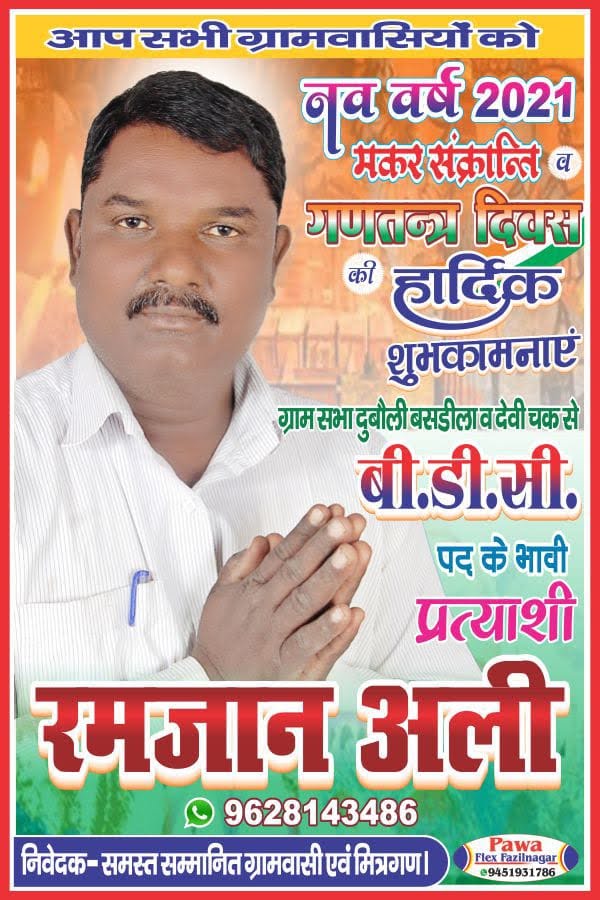 आप सभी ग्रामवासियों को
नव वर्ष 2021
मकर संक्रान्ति व
गणतन्त्र दिवस
की हार्दिक
शुभकामनाएं
ग्राम सभा दुबौली बसडीला व देवी चक से
बी.डी.सी.
पद के भावी
प्रत्याशी
रमजान अली
9628143486
निवेदक- समस्त सम्मानित ग्रामवासी एवं मित्रगण।
Pawa
Flex Fazilnagar
9451931786